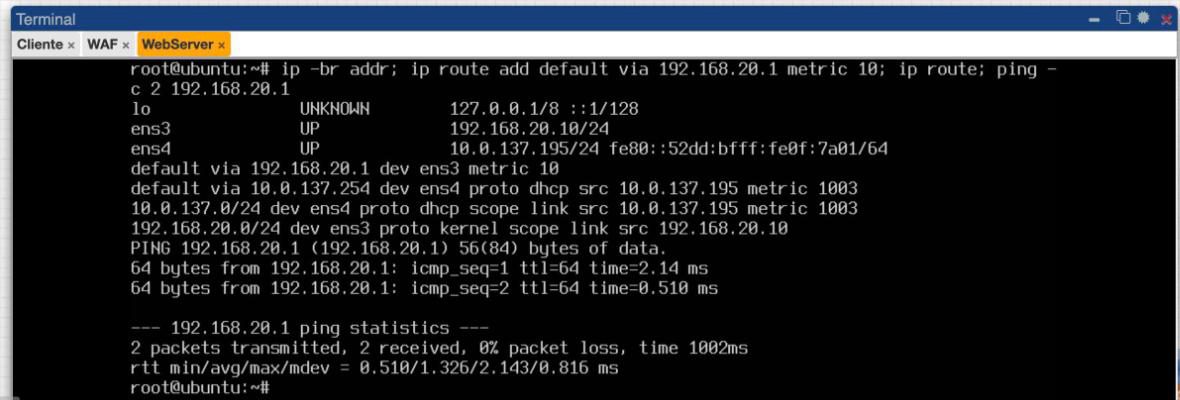 Terminal
Cliente × WAF × WebServer ×
root@ubuntu:~# ip -br addr; ip route add default via 192.168.20.1 metric 10; ip route; ping -
c 2 192.168.20.1
lo UNKNOWN 127.0.0.1/8 ::1/128
ens3 UP 192.168.20.10/24
ens4 UP 10.0.137.195/24 fe80::52dd:bfff:fe0f:7a01/64
default via 192.168.20.1 dev ens3 metric 10
default via 10.0.137.254 dev ens4 proto dhcp src 10.0.137.195 metric 1003
10.0.137.0/24 dev ens4 proto dhcp scope link src 10.0.137.195 metric 1003
192.168.20.0/24 dev ens3 proto kernel scope link src 192.168.20.10
PING 192.168.20.1 (192.168.20.1) 56(84) bytes of data.
64 bytes from 192.168.20.1: icmp_seq=1 ttl=64 time=2.14 ms
64 bytes from 192.168.20.1: icmp_seq=2 ttl=64 time=0.510 ms
--- 192.168.20.1 ping statistics ---
2 packets transmitted, 2 received, 0% packet loss, time 1002ms
rtt min/avg/max/mdev = 0.510/1.326/2.143/0.816 ms
root@ubuntu:~#